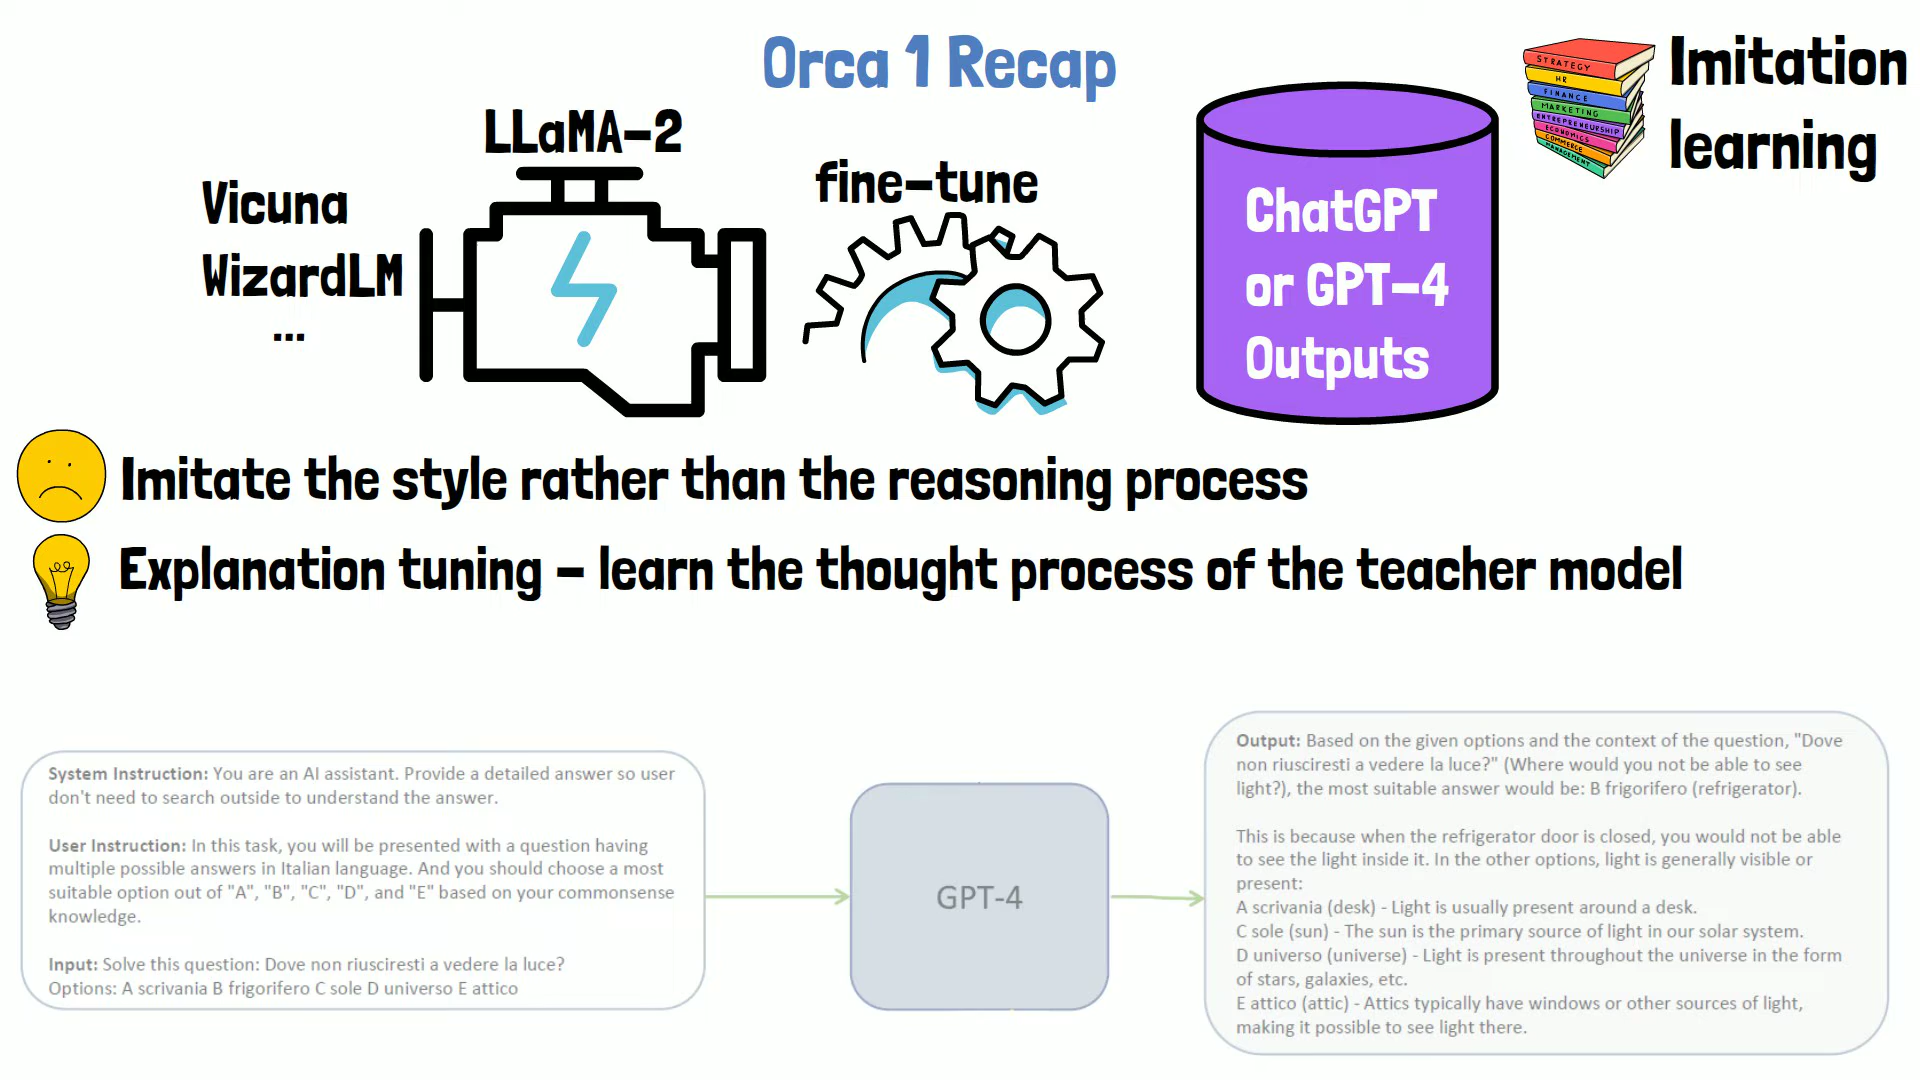 Orca 1 Recap
Imitation
learning
STRATEGY
HR
FINANCE
MARKETING
ENTREPRENEURSHIP
ECONOMICS
COMMERCE
MANAGEMENT
LLaMA-2
Vicuna
WizardLM
...
fine-tune
ChatGPT
or GPT-4
Outputs
Imitate the style rather than the reasoning process
Explanation tuning - learn the thought process of the teacher model
System Instruction: You are an AI assistant. Provide a detailed answer so user
don't need to search outside to understand the answer.
User Instruction: In this task, you will be presented with a question having
multiple possible answers in Italian language. And you should choose a most
suitable option out of "A", "B", "C", "D", and "E" based on your commonsense
knowledge.
Input: Solve this question: Dove non riusciresti a vedere la luce?
Options: A scrivania B frigorifero C sole D universo E attico
GPT-4
Output: Based on the given options and the context of the question, "Dove
non riusciresti a vedere la luce?" (Where would you not be able to see
light?), the most suitable answer would be: B frigorifero (refrigerator).
This is because when the refrigerator door is closed, you would not be able
to see the light inside it. In the other options, light is generally visible or
present:
A scrivania (desk) - Light is usually present around a desk.
C sole (sun) - The sun is the primary source of light in our solar system.
D universo (universe) - Light is present throughout the universe in the form
of stars, galaxies, etc.
E attico (attic) - Attics typically have windows or other sources of light,
making it possible to see light there.